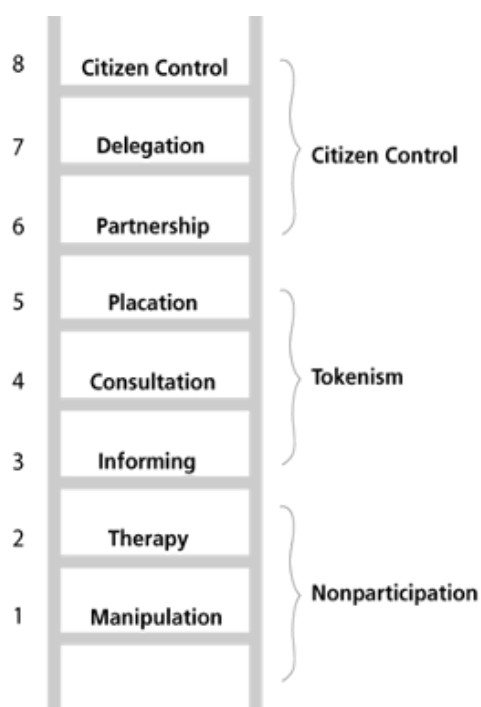 8 Citizen Control
7 Delegation
Citizen Control
6 Partnership
5 Placation
4 Consultation
Tokenism
3 Informing
2 Therapy
Nonparticipation
1 Manipulation